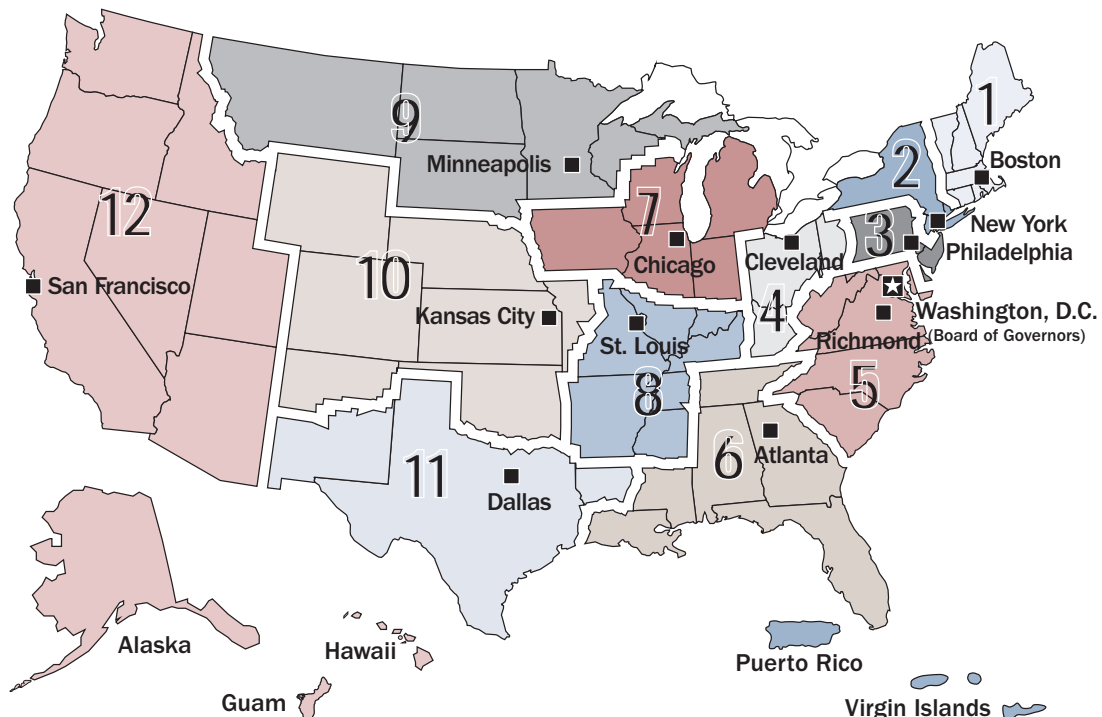 1
9
2
Minneapolis
Boston
7
12
New York
3
Philadelphia
10
Chicago
Cleveland
San Francisco
4
Washington, D.C.
Kansas City
(Board of Governors)
Richmond
St. Louis
5
8
6
Atlanta
11
Dallas
Alaska
Hawaii
Puerto Rico
Guam
Virgin Islands